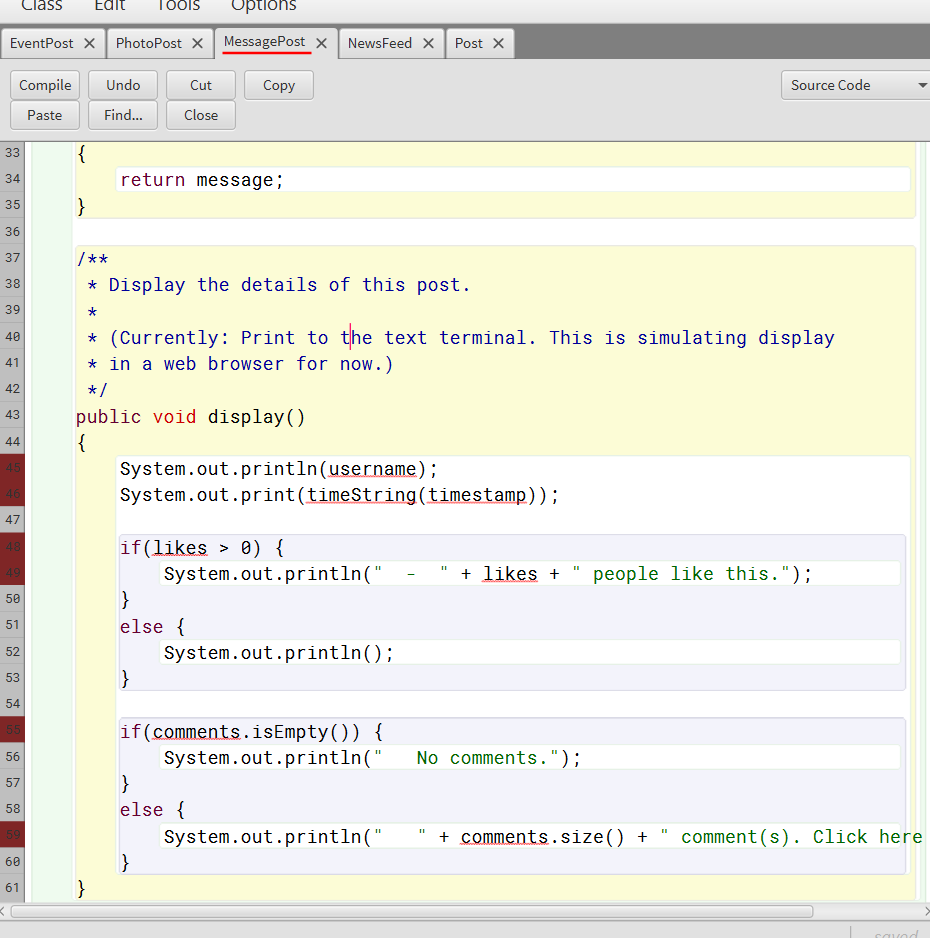 Class Edit Tools Options
EventPost PhotoPost MessagePost NewsFeed Post
Compile Undo Cut Copy Source Code
Paste Find... Close
33 {
34 return message;
35 }
36
37 /**
38 * Display the details of this post.
39 *
40 * (Currently: Print to the text terminal. This is simulating display
41 * in a web browser for now.)
42 */
43 public void display()
44 {
45 System.out.println(username);
46 System.out.print(timeString(timestamp));
47
48 if(likes > 0) {
49 System.out.println("  -  " + likes + " people like this.");
50 }
51 else {
52 System.out.println();
53 }
54
55 if(comments.isEmpty()) {
56 System.out.println("   No comments.");
57 }
58 else {
59 System.out.println("   " + comments.size() + " comment(s). Click here
60 }
61 }
saved